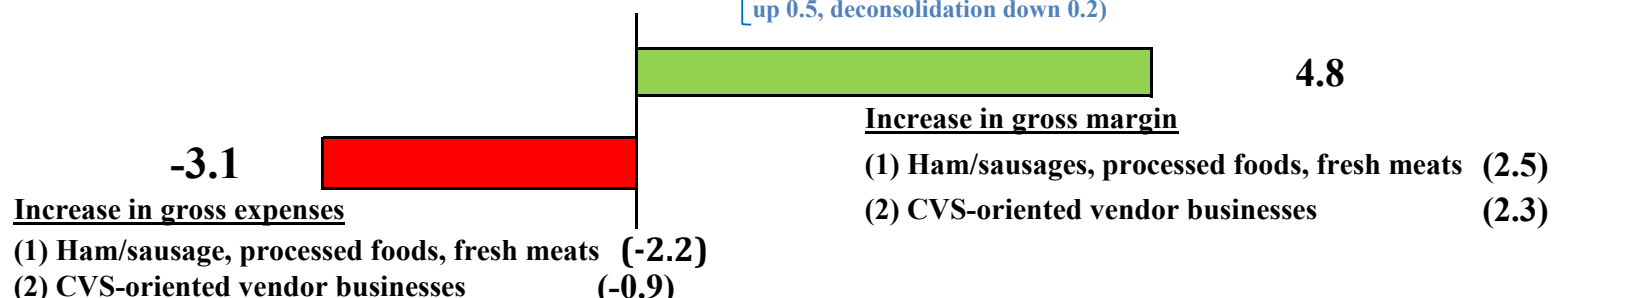 up 0.5, deconsolidation down 0.2)
4.8
Increase in gross margin
-3.1
(1) Ham/sausages, processed foods, fresh meats (2.5)
Increase in gross expenses
(2) CVS-oriented vendor businesses (2.3)
(1) Ham/sausage, processed foods, fresh meats (-2.2)
(2) CVS-oriented vendor businesses (-0.9)